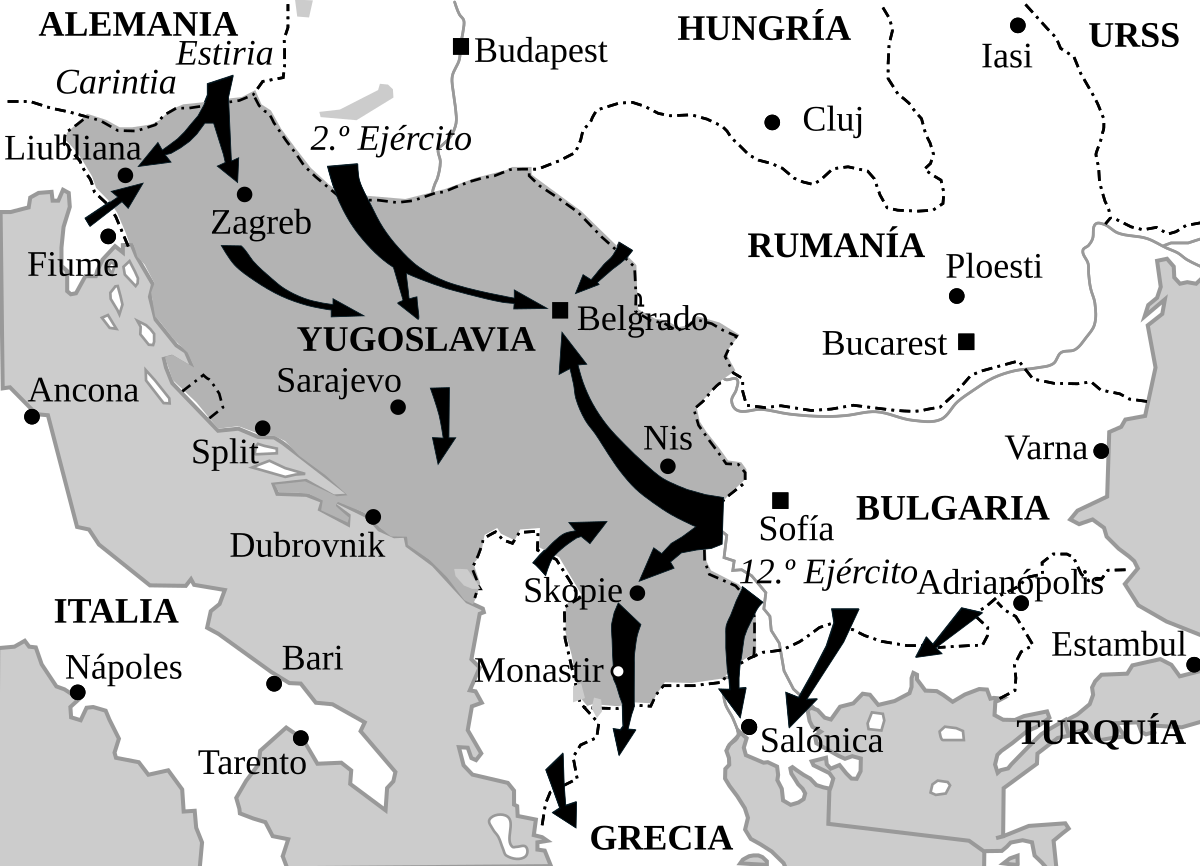 ALEMANIA
HUNGRÍA
URSS
Estiria
Budapest
Iasi
Carintia
Cluj
2.º Ejército
Liubliana
Zagreb
RUMANÍA
Fiume
Ploesti
Belgrado
YUGOSLAVIA
Bucarest
Sarajevo
Ancona
Nis
Split
Varna
BULGARIA
Sofía
Dubrovnik
12.º Ejército
Adrianópolis
Skopie
ITALIA
Estambul
Nápoles
Bari
Monastir
TURQUÍA
Salónica
Tarento
GRECIA